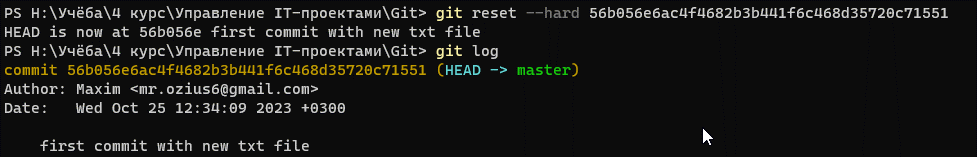 PS H:\Учёба\4 курс\Управление IT-проектами\Git> git reset --hard 56b056e6ac4f4682b3b441f6c468d35720c71551
HEAD is now at 56b056e first commit with new txt file
PS H:\Учёба\4 курс\Управление IT-проектами\Git> git log
commit 56b056e6ac4f4682b3b441f6c468d35720c71551 (HEAD -> master)
Author: Maxim <mr.ozius6@gmail.com>
Date:   Wed Oct 25 12:34:09 2023 +0300
    first commit with new txt file